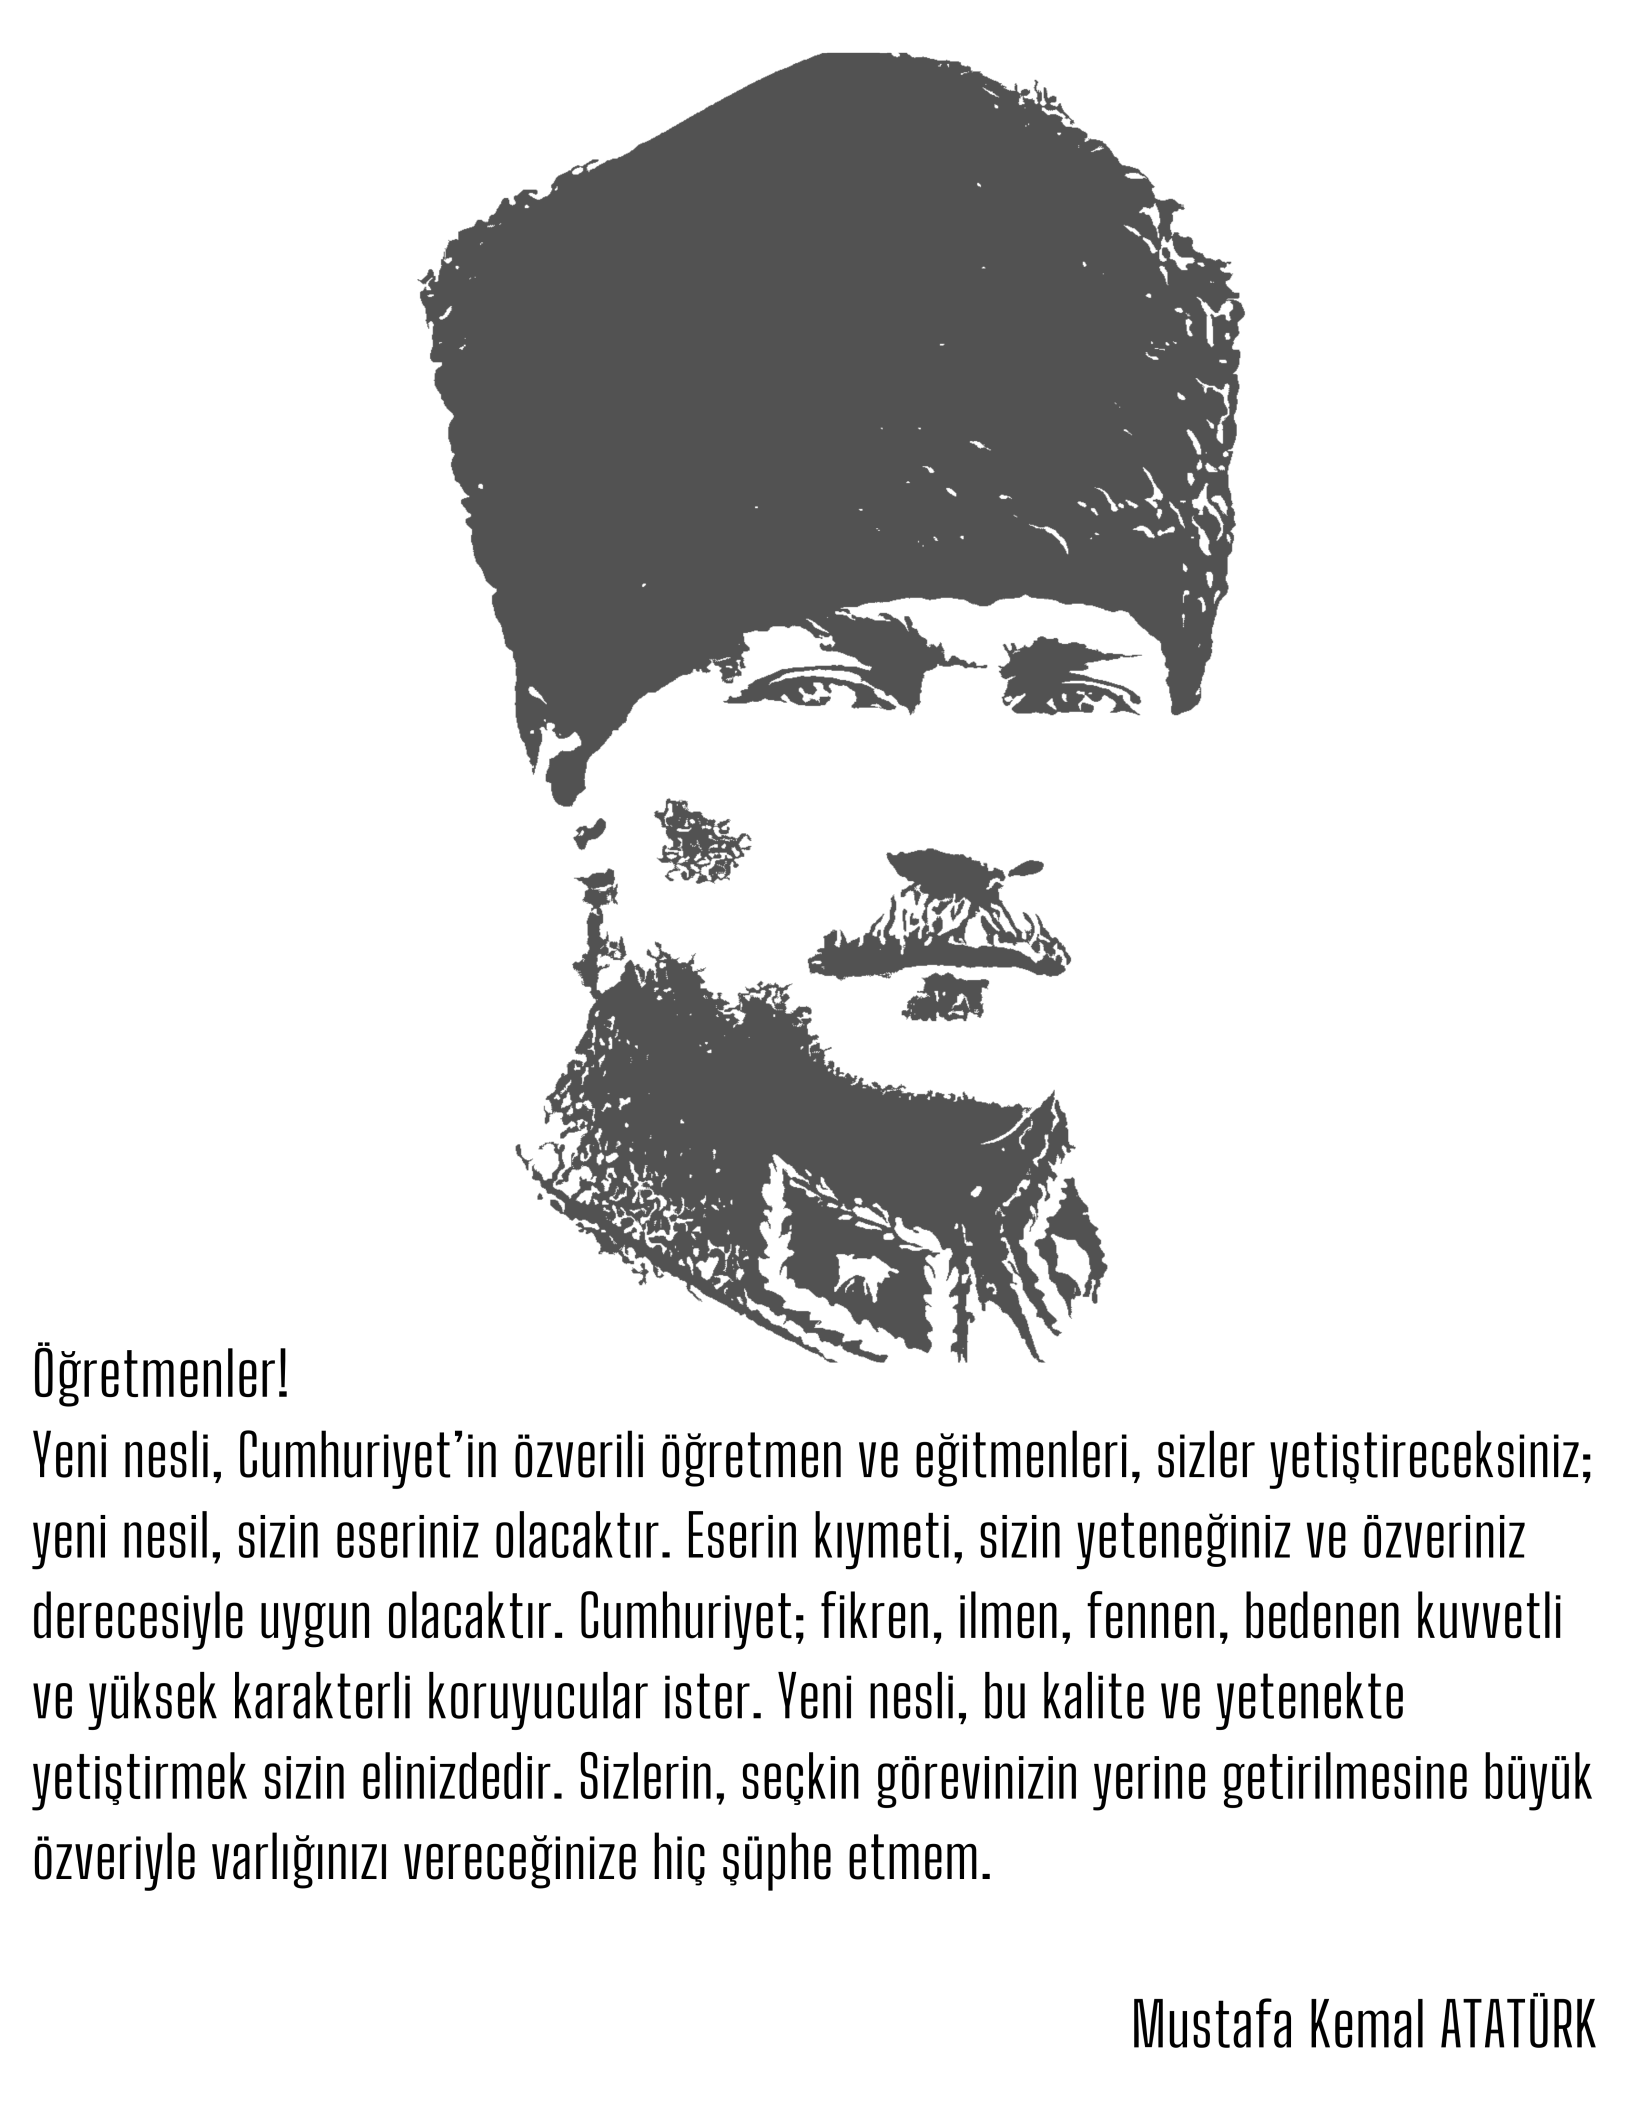 Öğretmenler!
Yeni nesli, Cumhuriyet’in özverili öğretmen ve eğitmenleri, sizler yetiştireceksiniz;
yeni nesil, sizin eseriniz olacaktır. Eserin kıymeti, sizin yeteneğiniz ve özveriniz
derecesiyle uygun olacaktır. Cumhuriyet; fikren, ilmen, fennen, bedenen kuvvetli
ve yüksek karakterli koruyucular ister. Yeni nesli, bu kalite ve yetenekte
yetiştirmek sizin elinizdedir. Sizlerin, seçkin görevinizin yerine getirilmesine büyük
özveriyle varlığınızı vereceğinize hiç şüphe etmem.
Mustafa Kemal ATATÜRK